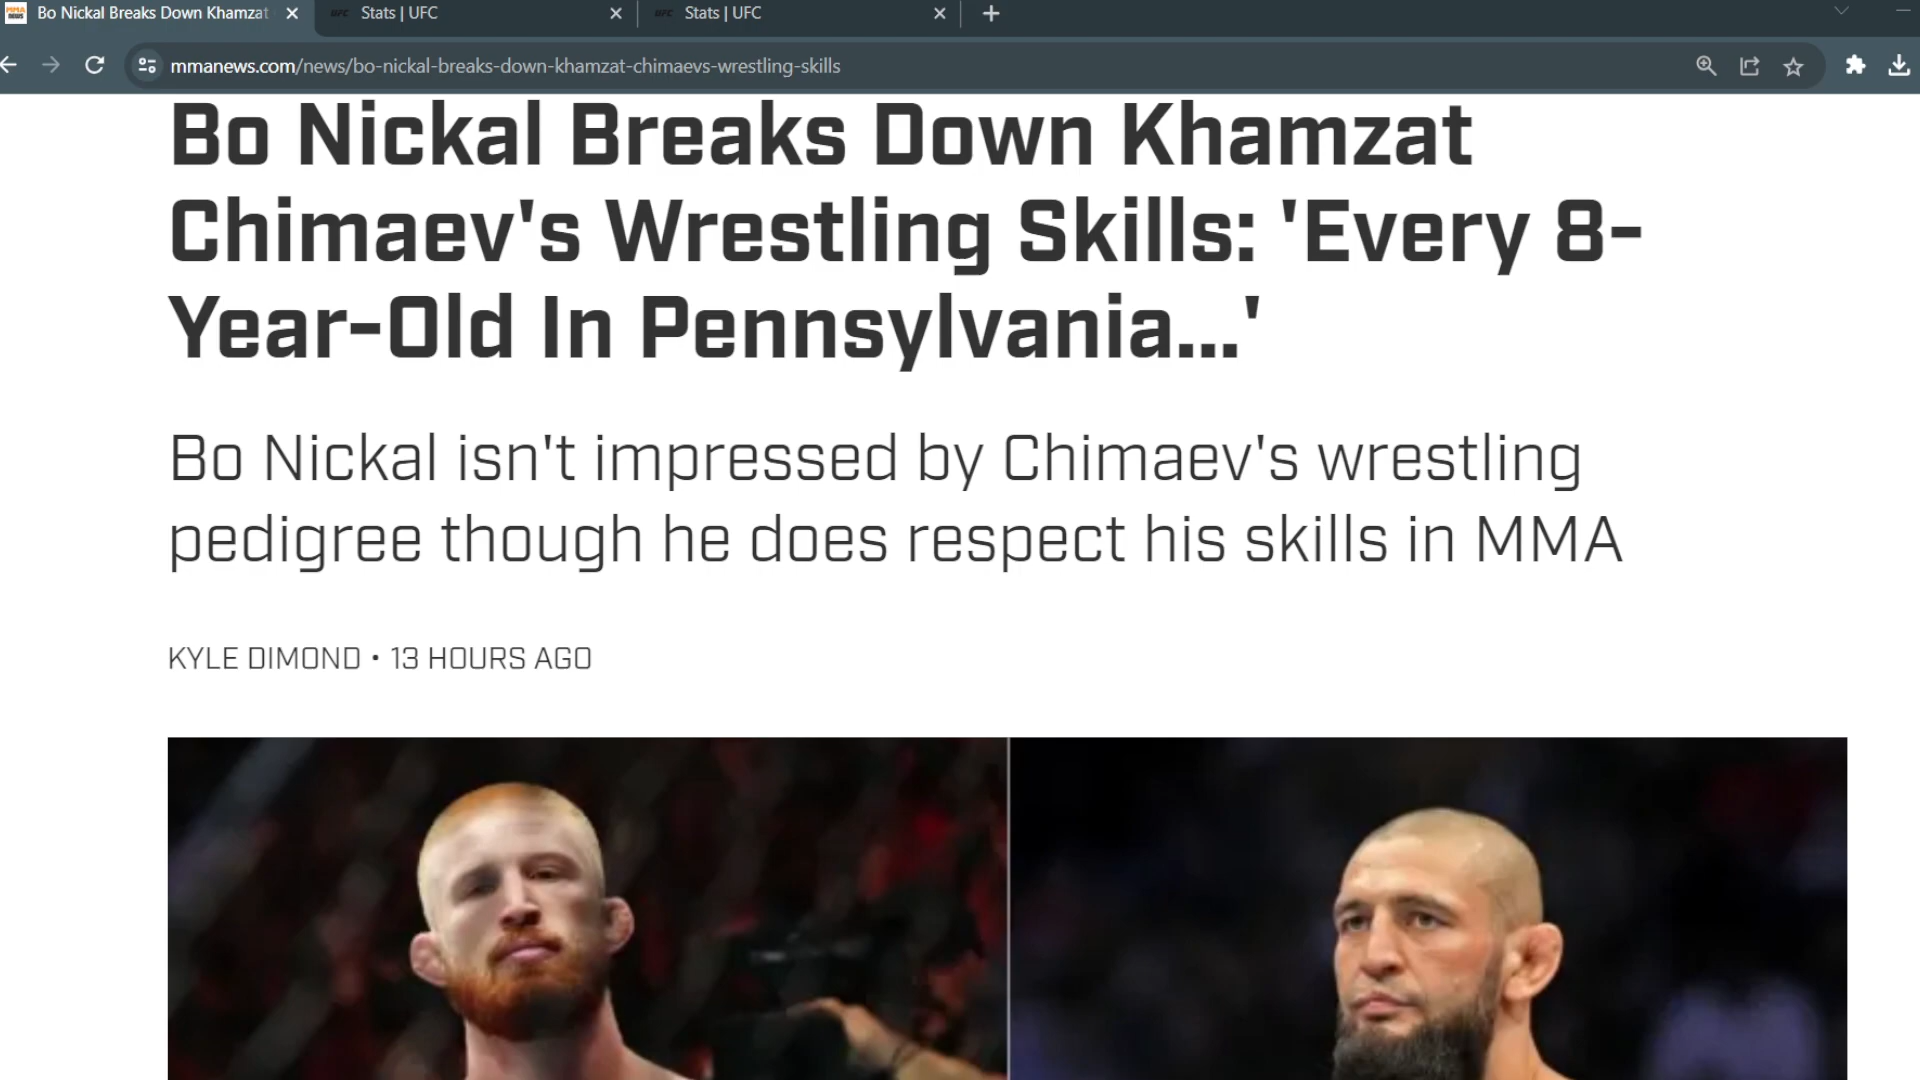 Bo Nickal Breaks Down Khamzat
Stats | UFC
Stats | UFC
mmanews.com/news/bo-nickal-breaks-down-khamzat-chimaevs-wrestling-skills
Bo Nickal Breaks Down Khamzat
Chimaev's Wrestling Skills: 'Every 8-
Year-Old In Pennsylvania...'
Bo Nickal isn't impressed by Chimaev's wrestling
pedigree though he does respect his skills in MMA
KYLE DIMOND • 13 HOURS AGO